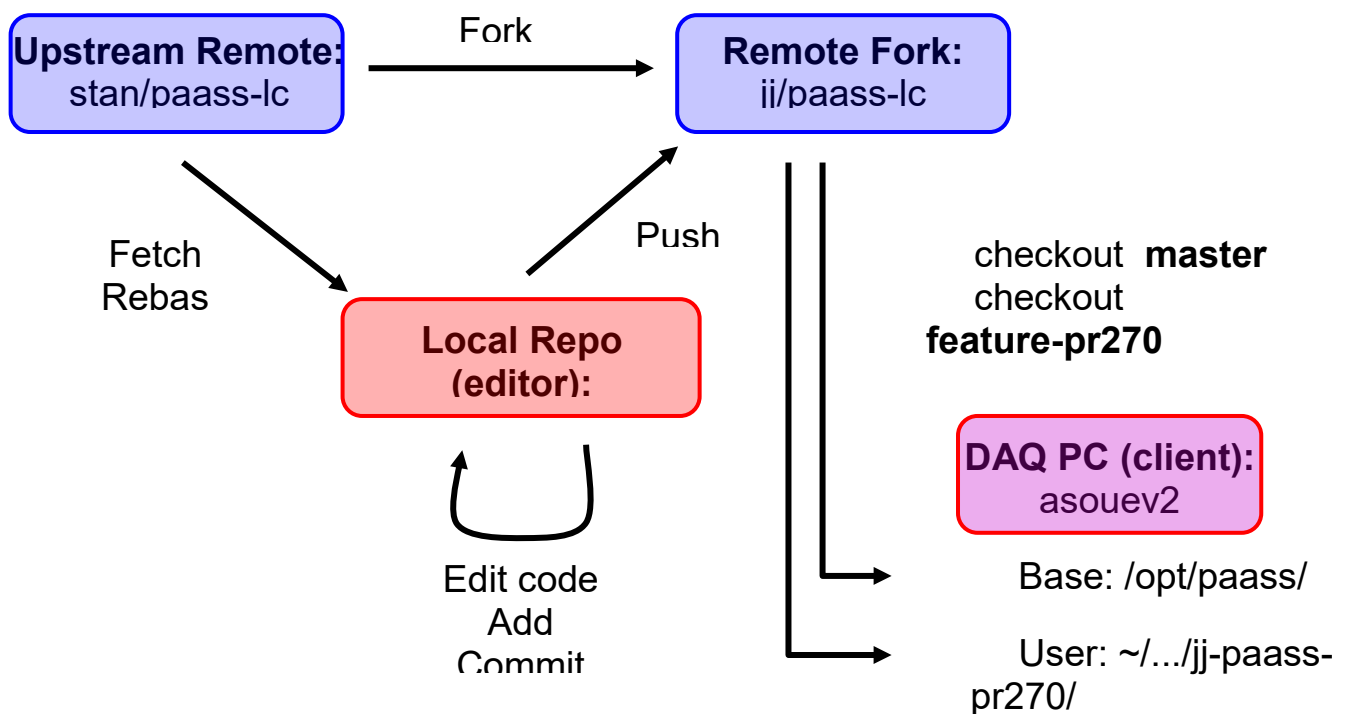 Fork
Upstream Remote:
stan/paass-lc
Remote Fork:
jj/paass-lc
Push
Fetch
Rebas
checkout master
checkout
feature-pr270
Local Repo
(editor):
DAQ PC (client):
asouev2
Edit code
Add
Commit
Base: /opt/paass/
User: ~/.../jj-paass-
pr270/